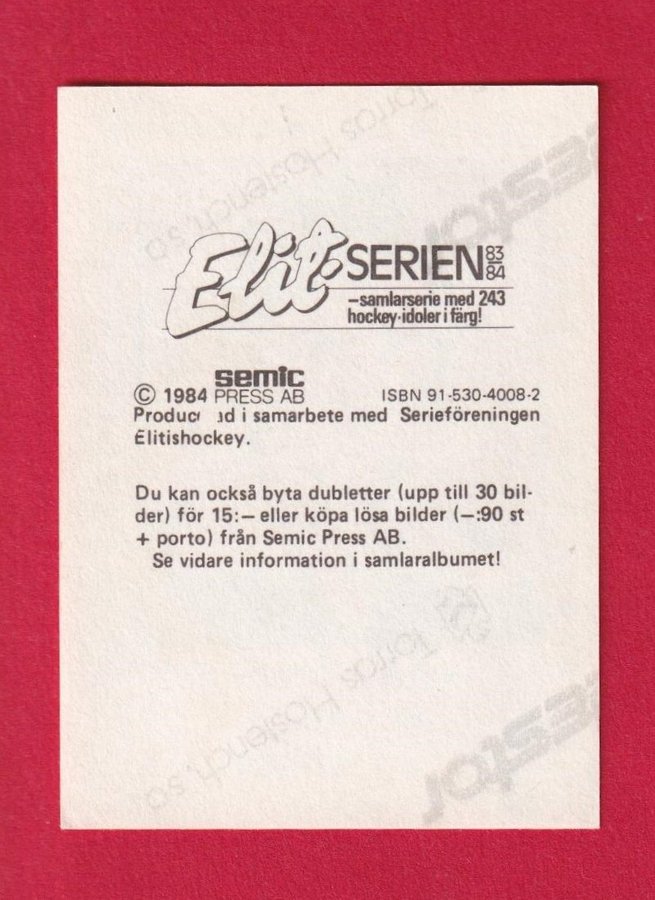 Elit-SERIEN 83/84
-samlarserie med 243
hockey-idoler i färg!
semic
© 1984 PRESS AB ISBN 91-530-4008-2
i samarbete med Serieföreningen
Elitishockey.
Du kan också byta dubletter (upp till 30 bil-
der) för 15:— eller köpa lösa bilder (—:90 st
+ porto) från Semic Press AB.
Se vidare information i samlaralbumet!